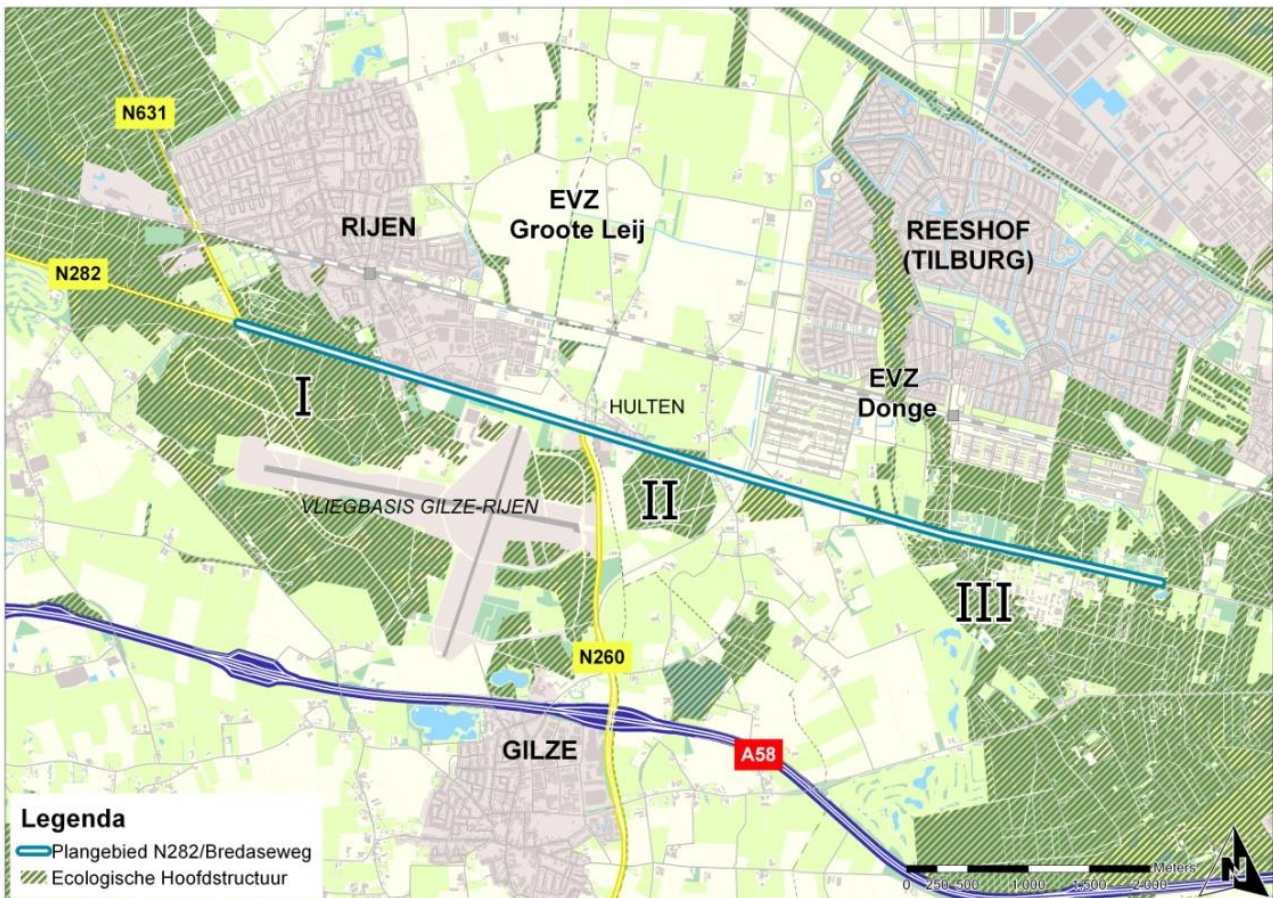 N631
EVZ
Groote Leij
RIJEN
REESHOF
(TILBURG)
N282
EVZ
Donge
I
HULTEN
II
VLIEGBASIS GILZE-RIJEN
III
N260
GILZE
A58
Legenda
Plangebied N282/Bredaseweg
Ecologische Hoofdstructuur
Meters
0 250 500 1.000 1.500 2.000
N